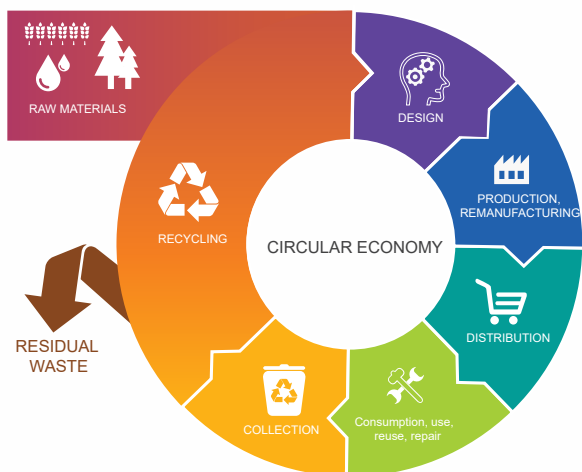 RAW MATERIALS
DESIGN
PRODUCTION,
REMANUFACTURING
RECYCLING
CIRCULAR ECONOMY
DISTRIBUTION
RESIDUAL
WASTE
COLLECTION
Consumption, use,
reuse, repair